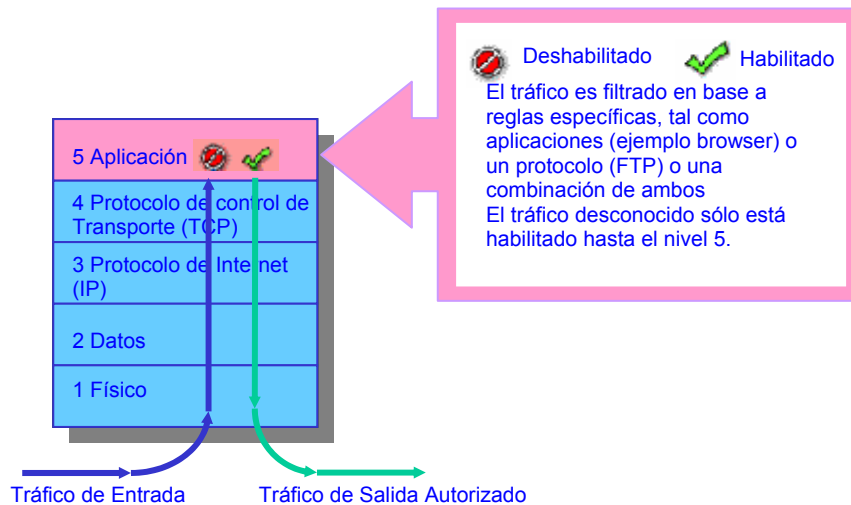 Deshabilitado
Habilitado
El tráfico es filtrado en base a
reglas específicas, tal como
aplicaciones (ejemplo browser) o
un protocolo (FTP) o una
combinación de ambos
El tráfico desconocido sólo está
habilitado hasta el nivel 5.
5 Aplicación
4 Protocolo de control de
Transporte (TCP)
3 Protocolo de Internet
(IP)
2 Datos
1 Físico
Tráfico de Entrada
Tráfico de Salida Autorizado